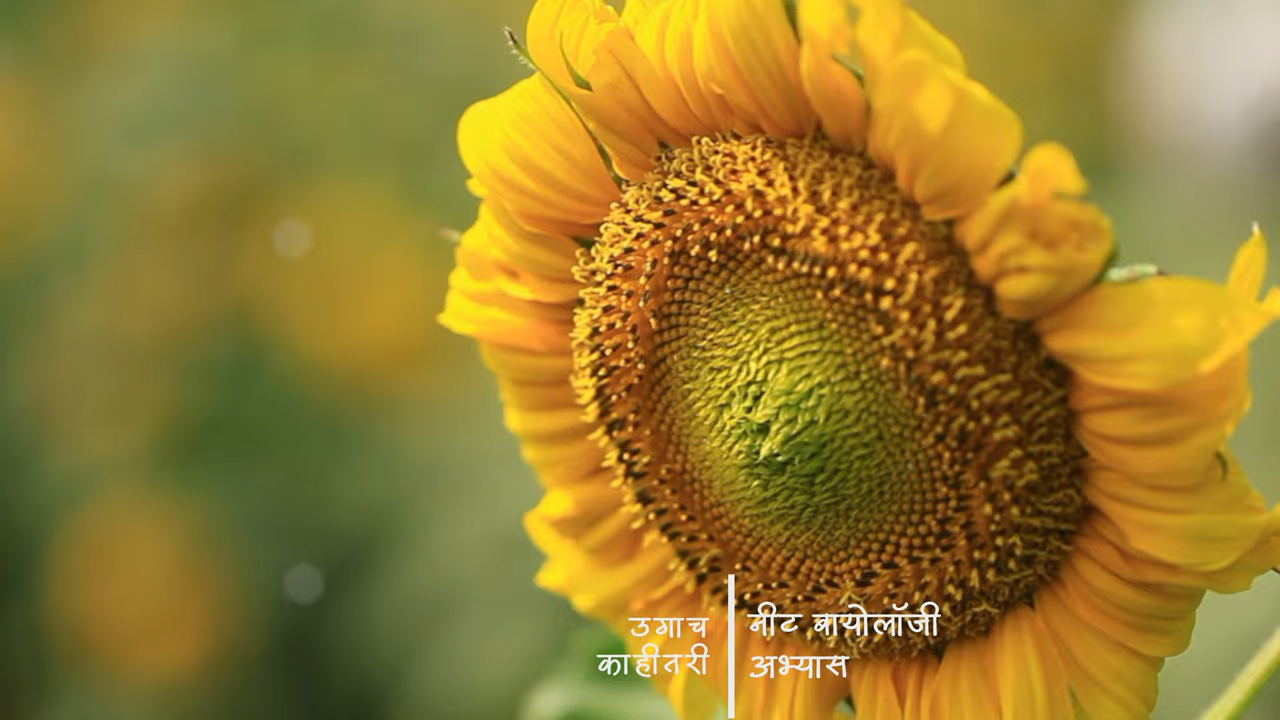 उगाच
काहीतरी
नीट बायोलॉजी
अभ्यास